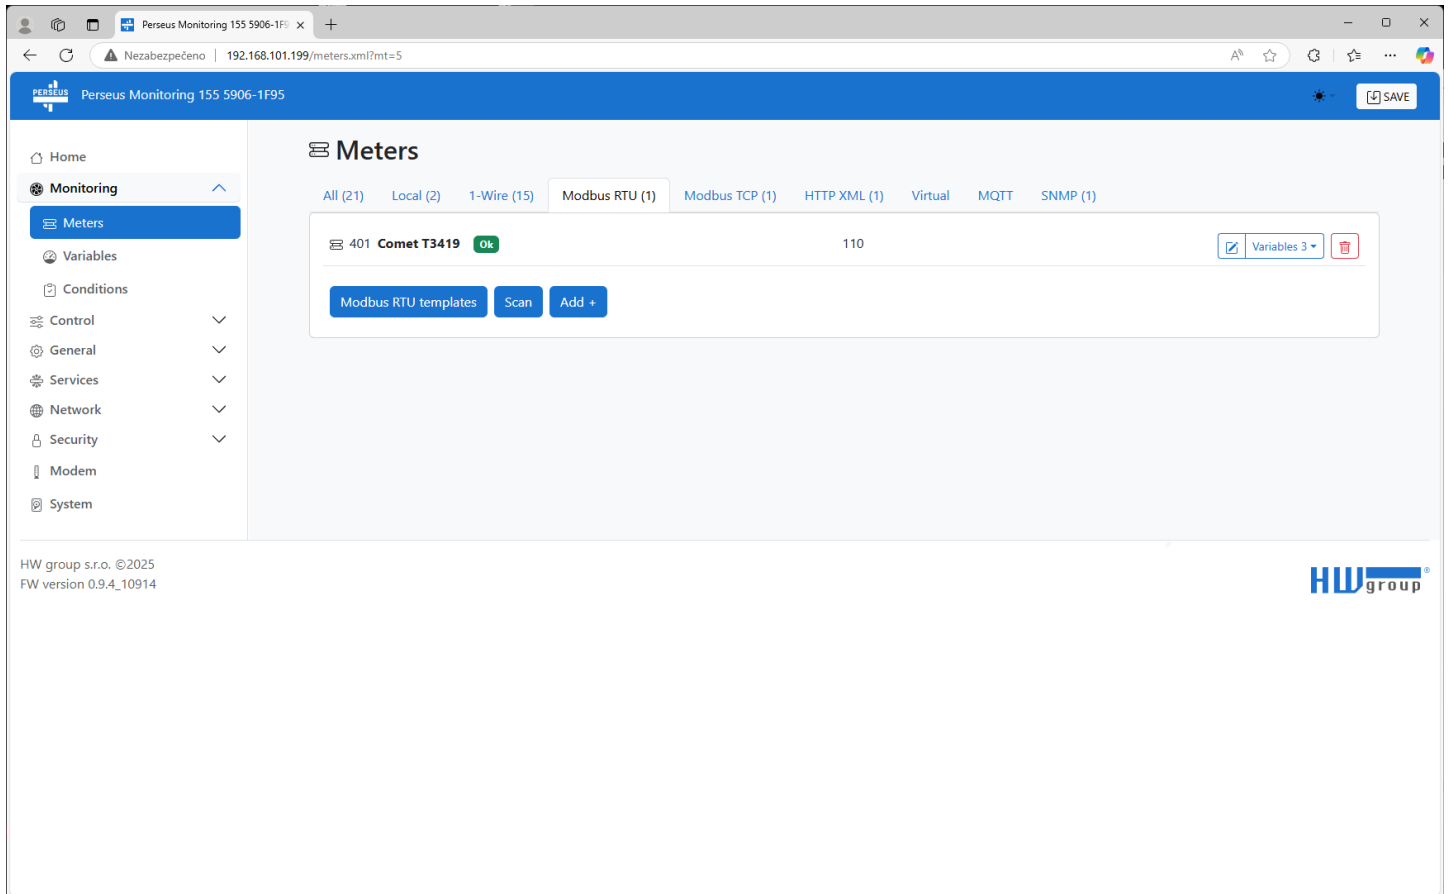 Perseus Monitoring 155 5906-1F9
Nezabezpečeno | 192.168.101.199/meters.xml?mt=5
PERSEUS Perseus Monitoring 155 5906-1F95
SAVE
Home
Monitoring
Meters
Variables
Conditions
Control
General
Services
Network
Security
Modem
System
Meters
All (21) Local (2) 1-Wire (15) Modbus RTU (1) Modbus TCP (1) HTTP XML (1) Virtual MQTT SNMP (1)
401 Comet T3419 Ok 110 Variables 3
Modbus RTU templates Scan Add +
HW group s.r.o. ©2025
FW version 0.9.4_10914
HW group ®